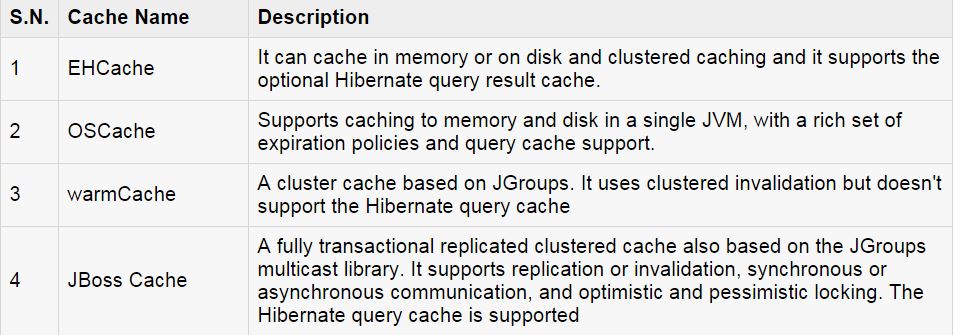 S.N. Cache Name Description
1 EHCache It can cache in memory or on disk and clustered caching and it supports the
optional Hibernate query result cache.
2 OSCache Supports caching to memory and disk in a single JVM, with a rich set of
expiration policies and query cache support.
3 warmCache A cluster cache based on JGroups. It uses clustered invalidation but doesn't
support the Hibernate query cache
4 JBoss Cache A fully transactional replicated clustered cache also based on the JGroups
multicast library. It supports replication or invalidation, synchronous or
asynchronous communication, and optimistic and pessimistic locking. The
Hibernate query cache is supported